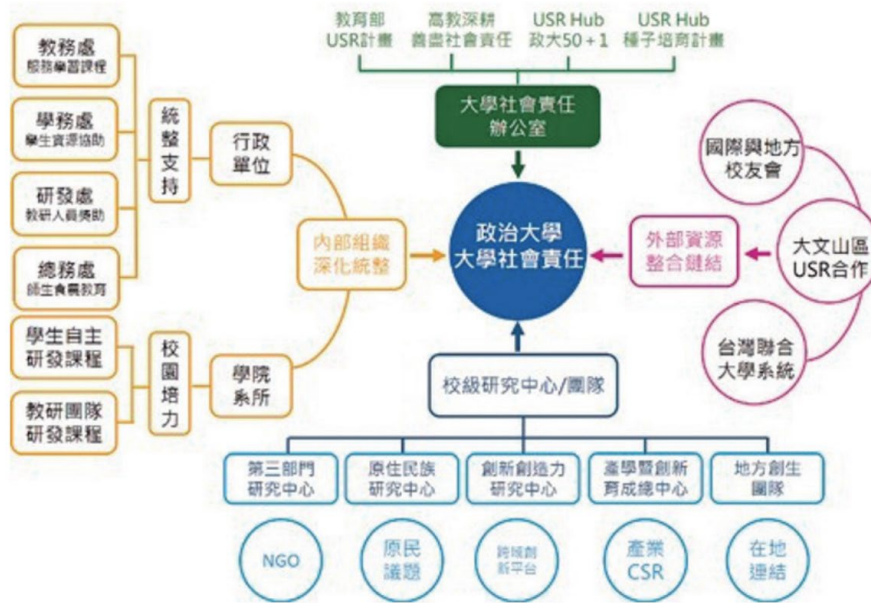 教育部
USR計畫
高教深耕
善盡社會責任
USR Hub
政大50+1
USR Hub
種子培育計畫
大學社會責任
辦公室
教務處
服務學習課程
學務處
學生資源協助
研發處
教研人員獎助
總務處
師生食農教育
統整支持
行政
單位
內部組織
深化統整
政治大學
大學社會責任
外部資源
整合鏈結
國際與地方
校友會
大文山區
USR合作
台灣聯合
大學系統
學生自主
研發課程
教研團隊
研發課程
校園培力
學院
系所
校級研究中心/團隊
第三部門
研究中心
原住民族
研究中心
創新創造力
研究中心
產學暨創新
育成總中心
地方創生
團隊
NGO
原民
議題
跨域創
新平台
產業
CSR
在地
連結